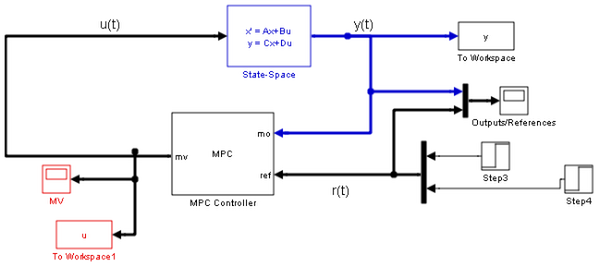 u(t)
x' = Ax+Bu
y = Cx+Du
State-Space
y(t)
y
To Workspace
Outputs/References
mv
MPC
mo
ref
MPC Controller
r(t)
Step3
Step4
MV
u
To Workspace1